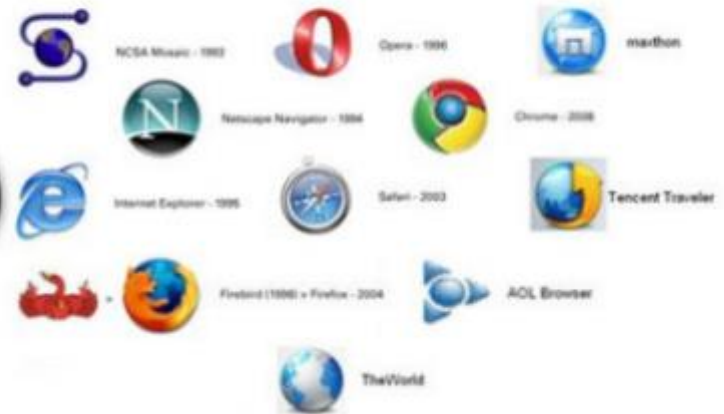 NCSA Mosaic - 1993
Opera - 1996
maxthon
N
Netscape Navigator - 1994
Chrome - 2008
Internet Explorer - 1995
Safari - 2003
Tencent Traveler
+ Firebird (1998) > Firefox - 2004
AOL Browser
TheWorld